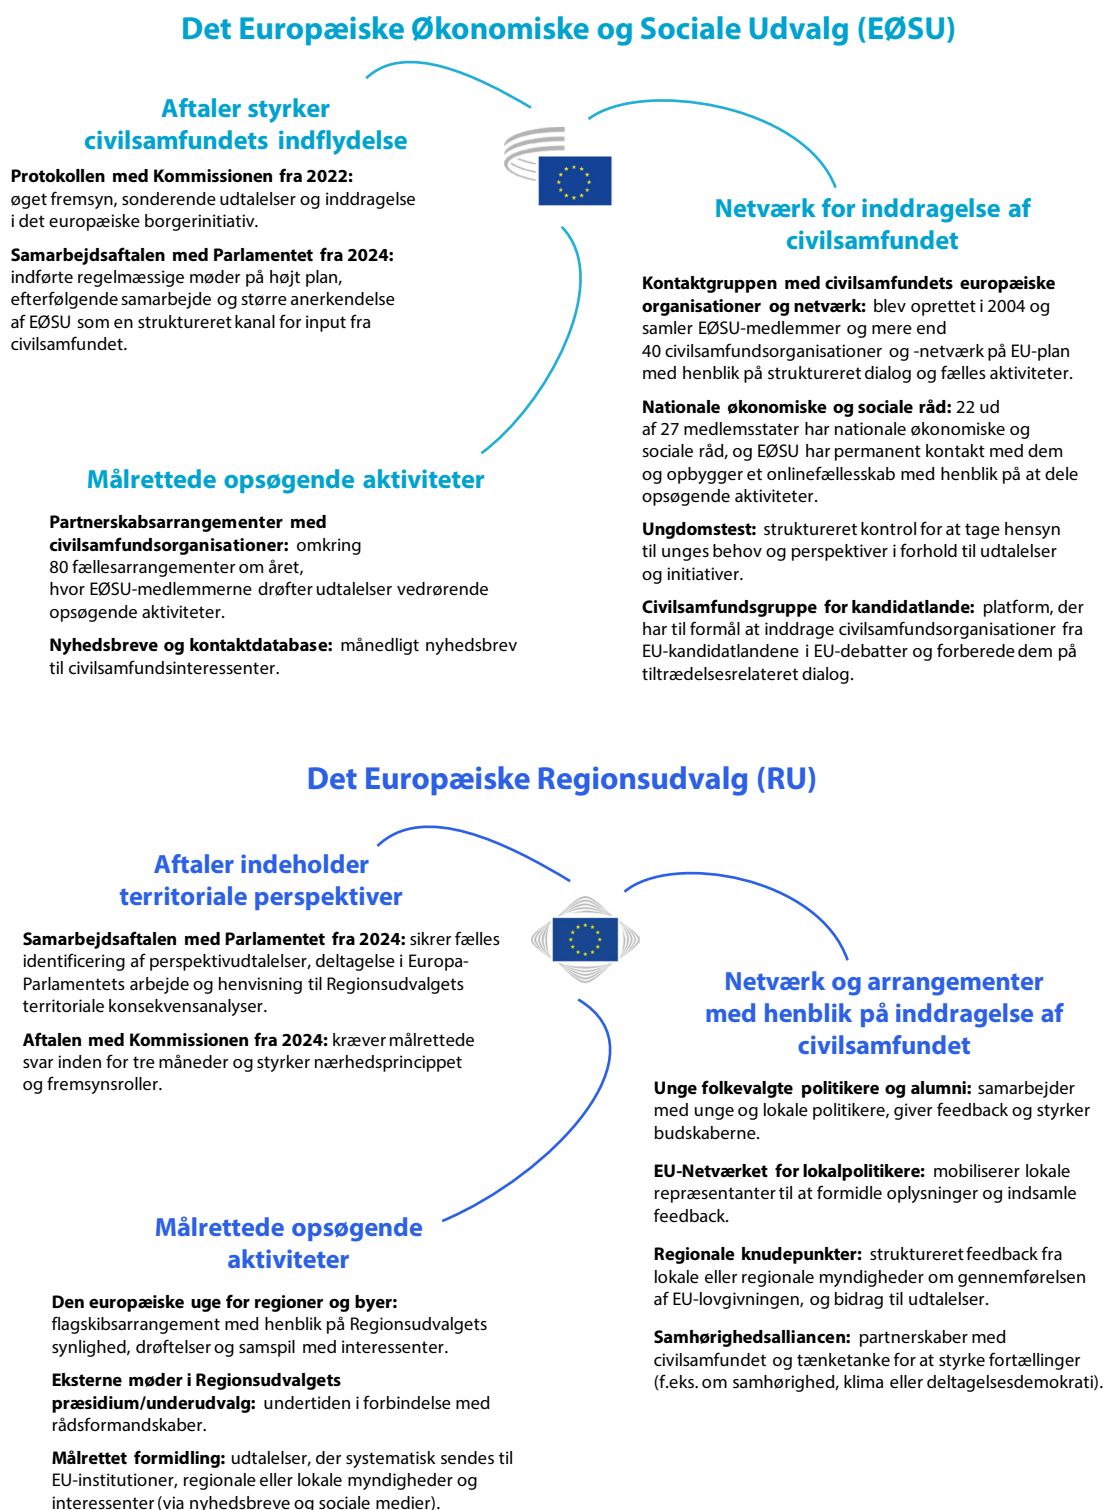 Det Europæiske Økonomiske og Sociale Udvalg (EØSU)
Aftaler styrker
civilsamfundets indflydelse
Protokollen med Kommissionen fra 2022:
øget fremsyn, sonderende udtalelser og inddragelse
i det europæiske borgerinitiativ.
Samarbejdsaftalen med Parlamentet fra 2024:
indførte regelmæssige møder på højt plan,
efterfølgende samarbejde og større anerkendelse
af EØSU som en struktureret kanal for input fra
civilsamfundet.
Netværk for inddragelse af
civilsamfundet
Kontaktgruppen med civilsamfundets europæiske
organisationer og netværk: blev oprettet i 2004 og
samler EØSU-medlemmer og mere end
40 civilsamfundsorganisationer og -netværk på EU-plan
med henblik på struktureret dialog og fælles aktiviteter.
Nationale økonomiske og sociale råd: 22 ud
af 27 medlemsstater har nationale økonomiske og
sociale råd, og EØSU har permanent kontakt med dem
og opbygger et onlinefællesskab med henblik på at dele
opsøgende aktiviteter.
Ungdomstest: struktureret kontrol for at tage hensyn
til unges behov og perspektiver i forhold til udtalelser
og initiativer.
Civilsamfundsgruppe for kandidatlande: platform, der
har til formål at inddrage civilsamfundsorganisationer fra
EU-kandidatlandene i EU-debatter og forberede dem på
tiltrædelsesrelateret dialog.
Målrettede opsøgende aktiviteter
Partnerskabsarrangementer med
civilsamfundsorganisationer: omkring
80 fællesarrangementer om året,
hvor EØSU-medlemmerne drøfter udtalelser vedrørende
opsøgende aktiviteter.
Nyhedsbreve og kontaktdatabase: månedligt nyhedsbrev
til civilsamfundsinteressenter.
Det Europæiske Regionsudvalg (RU)
Aftaler indeholder
territoriale perspektiver
Samarbejdsaftalen med Parlamentet fra 2024: sikrer fælles
identificering af perspektivudtalelser, deltagelse i Europa-
Parlamentets arbejde og henvisning til Regionsudvalgets
territoriale konsekvensanalyser.
Aftalen med Kommissionen fra 2024: kræver målrettede
svar inden for tre måneder og styrker nærhedsprincippet
og fremsynsroller.
Netværk og arrangementer
med henblik på inddragelse af
civilsamfundet
Unge folkevalgte politikere og alumni: samarbejder
med unge og lokale politikere, giver feedback og styrker
budskaberne.
EU-Netværket for lokalpolitikere: mobiliserer lokale
repræsentanter til at formidle oplysninger og indsamle
feedback.
Regionale knudepunkter: struktureret feedback fra
lokale eller regionale myndigheder om gennemførelsen
af EU-lovgivningen, og bidrag til udtalelser.
Samhørighedsalliancen: partnerskaber med
civilsamfundet og tænketanke for at styrke fortællinger
(f.eks. om samhørighed, klima eller deltagelsesdemokrati).
Målrettede opsøgende
aktiviteter
Den europæiske uge for regioner og byer:
flagskibsarrangement med henblik på Regionsudvalgets
synlighed, drøftelser og samspil med interessenter.
Eksterne møder i Regionsudvalgets
præsidium/underudvalg: undertiden i forbindelse med
rådsformandskaber.
Målrettet formidling: udtalelser, der systematisk sendes til
EU-institutioner, regionale eller lokale myndigheder og
interessenter (via nyhedsbreve og sociale medier).